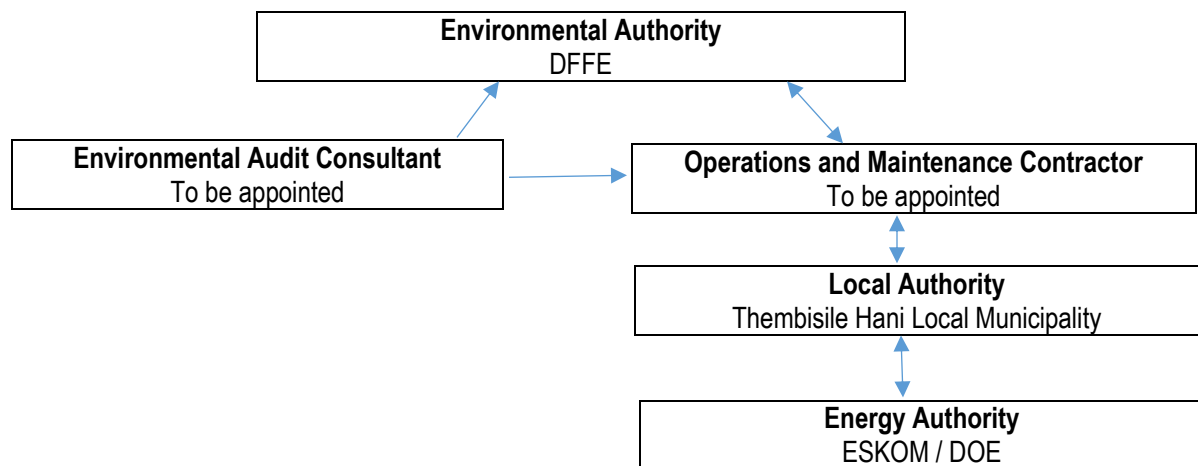 Environmental Authority
DFFE
Environmental Audit Consultant
To be appointed
Operations and Maintenance Contractor
To be appointed
Local Authority
Thembisile Hani Local Municipality
Energy Authority
ESKOM / DOE